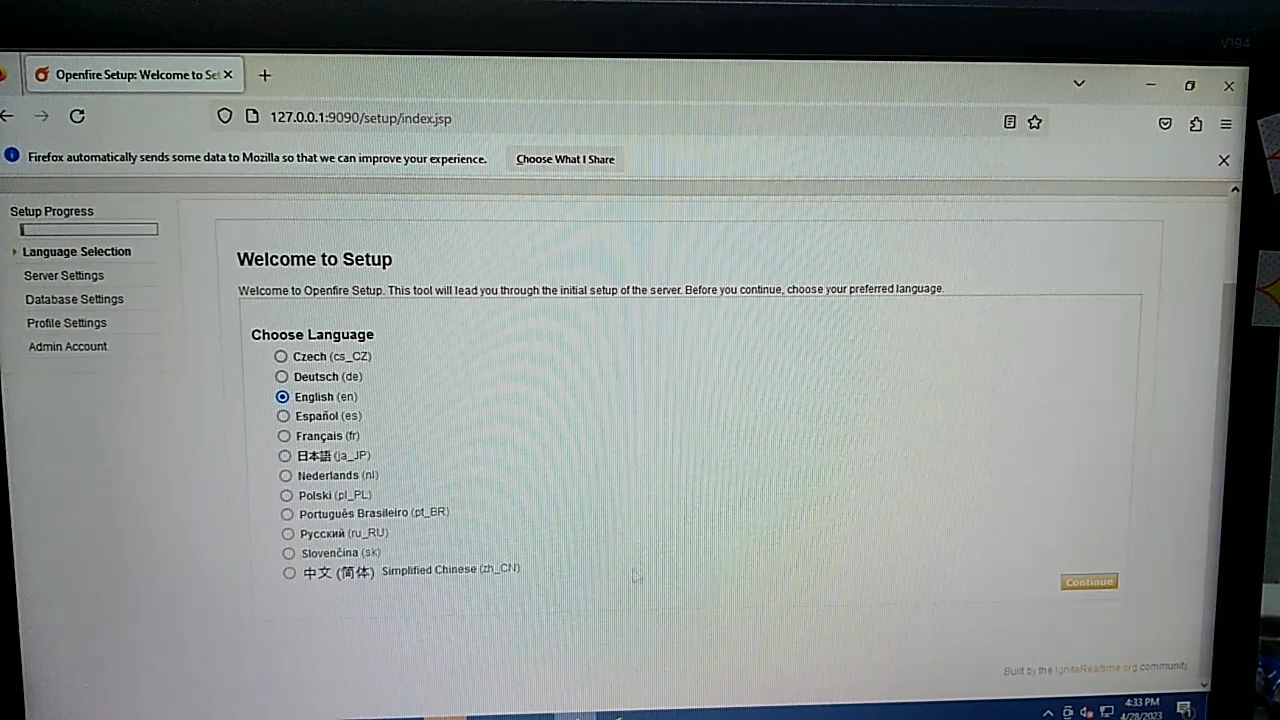 V194
Openfire Setup: Welcome to Set
127.0.0.1:9090/setup/index.jsp
Firefox automatically sends some data to Mozilla so that we can improve your experience. Choose What I Share
Setup Progress
Language Selection
Server Settings
Database Settings
Profile Settings
Admin Account
Welcome to Setup
Welcome to Openfire Setup. This tool will lead you through the initial setup of the server. Before you continue, choose your preferred language.
Choose Language
Czech (cs_CZ)
Deutsch (de)
English (en)
Español (es)
Français (fr)
日本語 (ja_JP)
Nederlands (nl)
Polski (pl_PL)
Português Brasileiro (pt_BR)
Русский (ru_RU)
Slovenčina (sk)
中文 (简体) Simplified Chinese (zh_CN)
Continue
Built by the IgniteRealtime.org community.
4:33 PM
4/28/2023